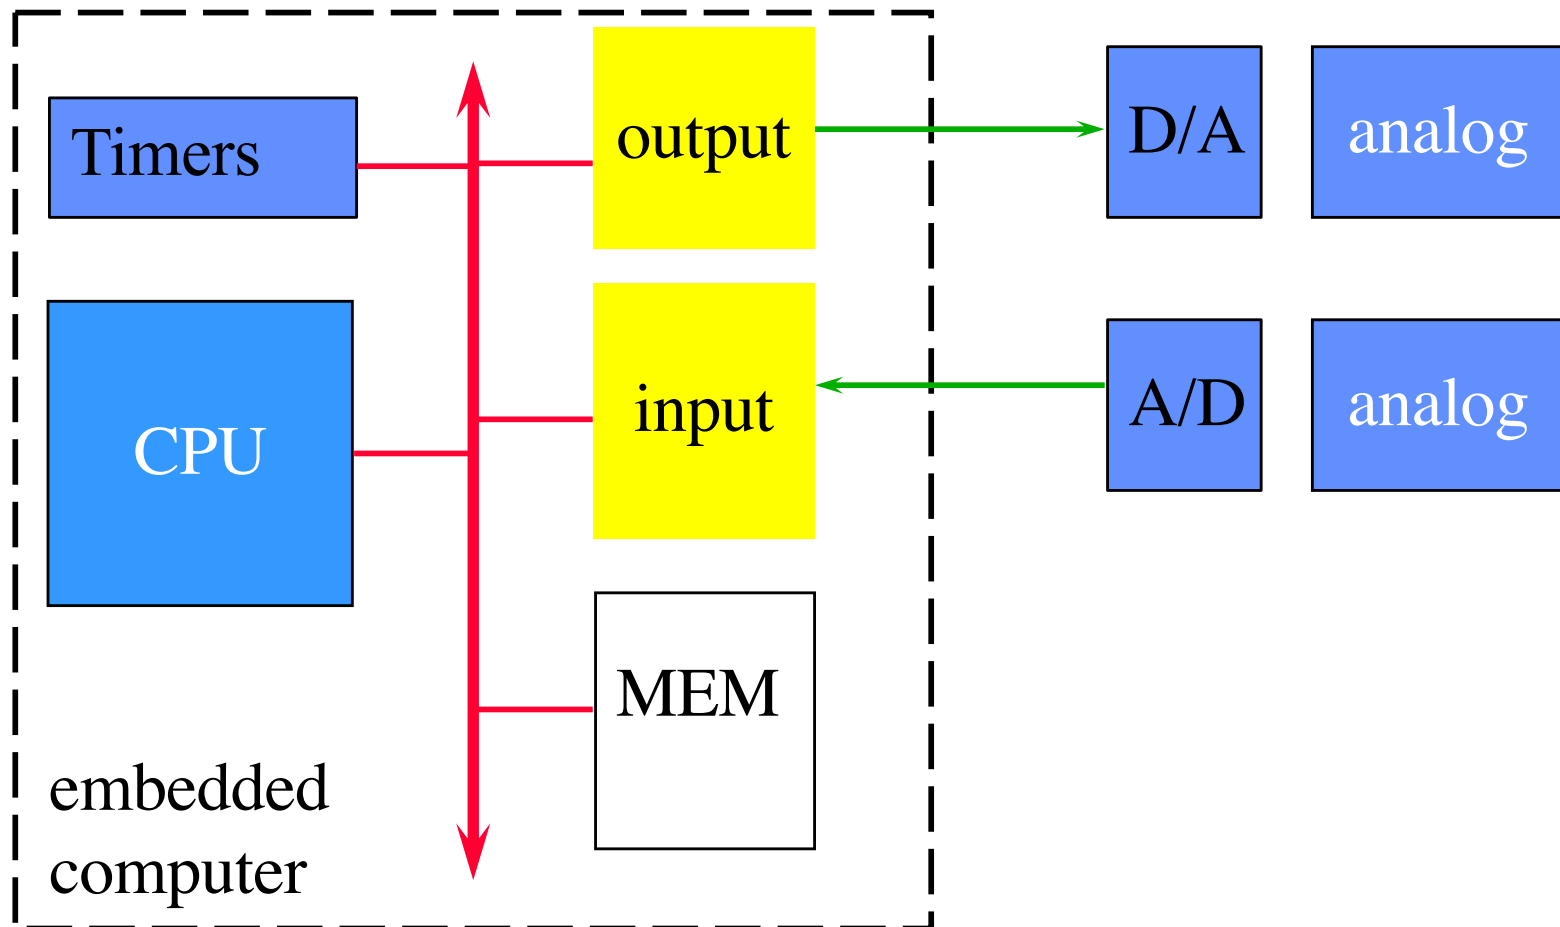 Timers
output
D/A
analog
CPU
input
A/D
analog
MEM
embedded
computer